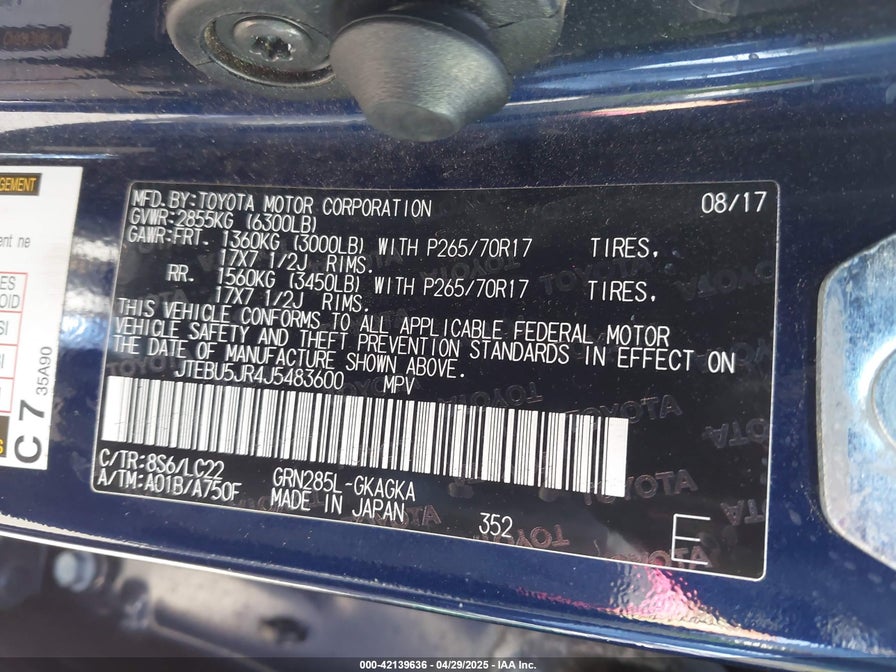 MFD. BY: TOYOTA MOTOR CORPORATION 08/17
GVWR: 2855KG (6300LB)
GAWR: FRT. 1360KG (3000LB) WITH P265/70R17 TIRES,
17X7 1/2J RIMS.
RR. 1560KG (3450LB) WITH P265/70R17 TIRES,
17X7 1/2J RIMS.
THIS VEHICLE CONFORMS TO ALL APPLICABLE FEDERAL MOTOR
VEHICLE SAFETY AND THEFT PREVENTION STANDARDS IN EFFECT ON
THE DATE OF MANUFACTURE SHOWN ABOVE.
JTEBU5JR4J5483600 MPV
C/TR: 8S6/LC22
A/TM: A01B/A750F
GRN285L-GKAGKA
MADE IN JAPAN
352
E
C 7
35A90
000-42139636 - 04/29/2025 - IAA Inc.